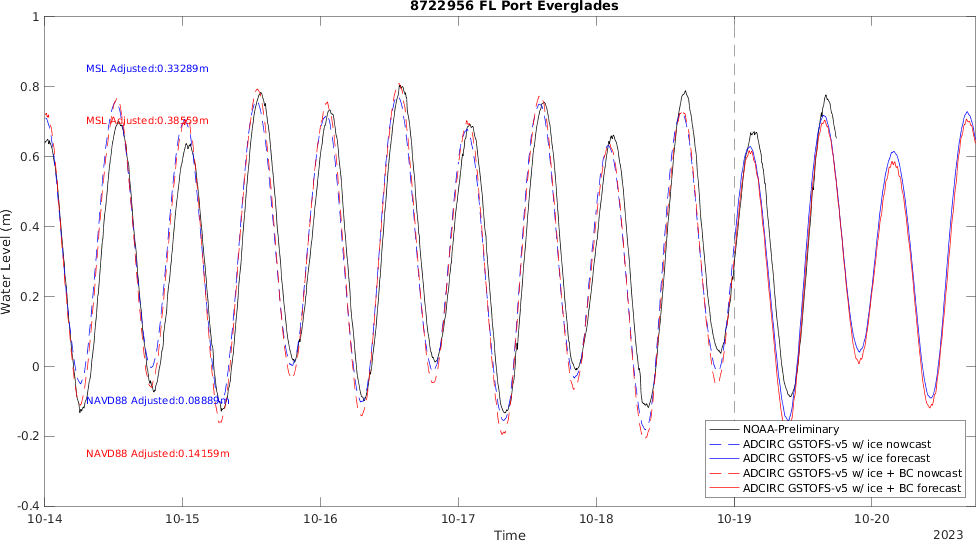 8722956 FL Port Everglades
1
0.8
0.6
0.4
0.2
0
-0.2
-0.4
Water Level (m)
MSL Adjusted:0.33289m
MSL Adjusted:0.38559m
NAVD88 Adjusted:0.08889m
NAVD88 Adjusted:0.14159m
NOAA-Preliminary
ADCIRC GSTOFS-v5 w/ ice nowcast
ADCIRC GSTOFS-v5 w/ ice forecast
ADCIRC GSTOFS-v5 w/ ice + BC nowcast
ADCIRC GSTOFS-v5 w/ ice + BC forecast
10-14 10-15 10-16 10-17 10-18 10-19 10-20
Time
2023